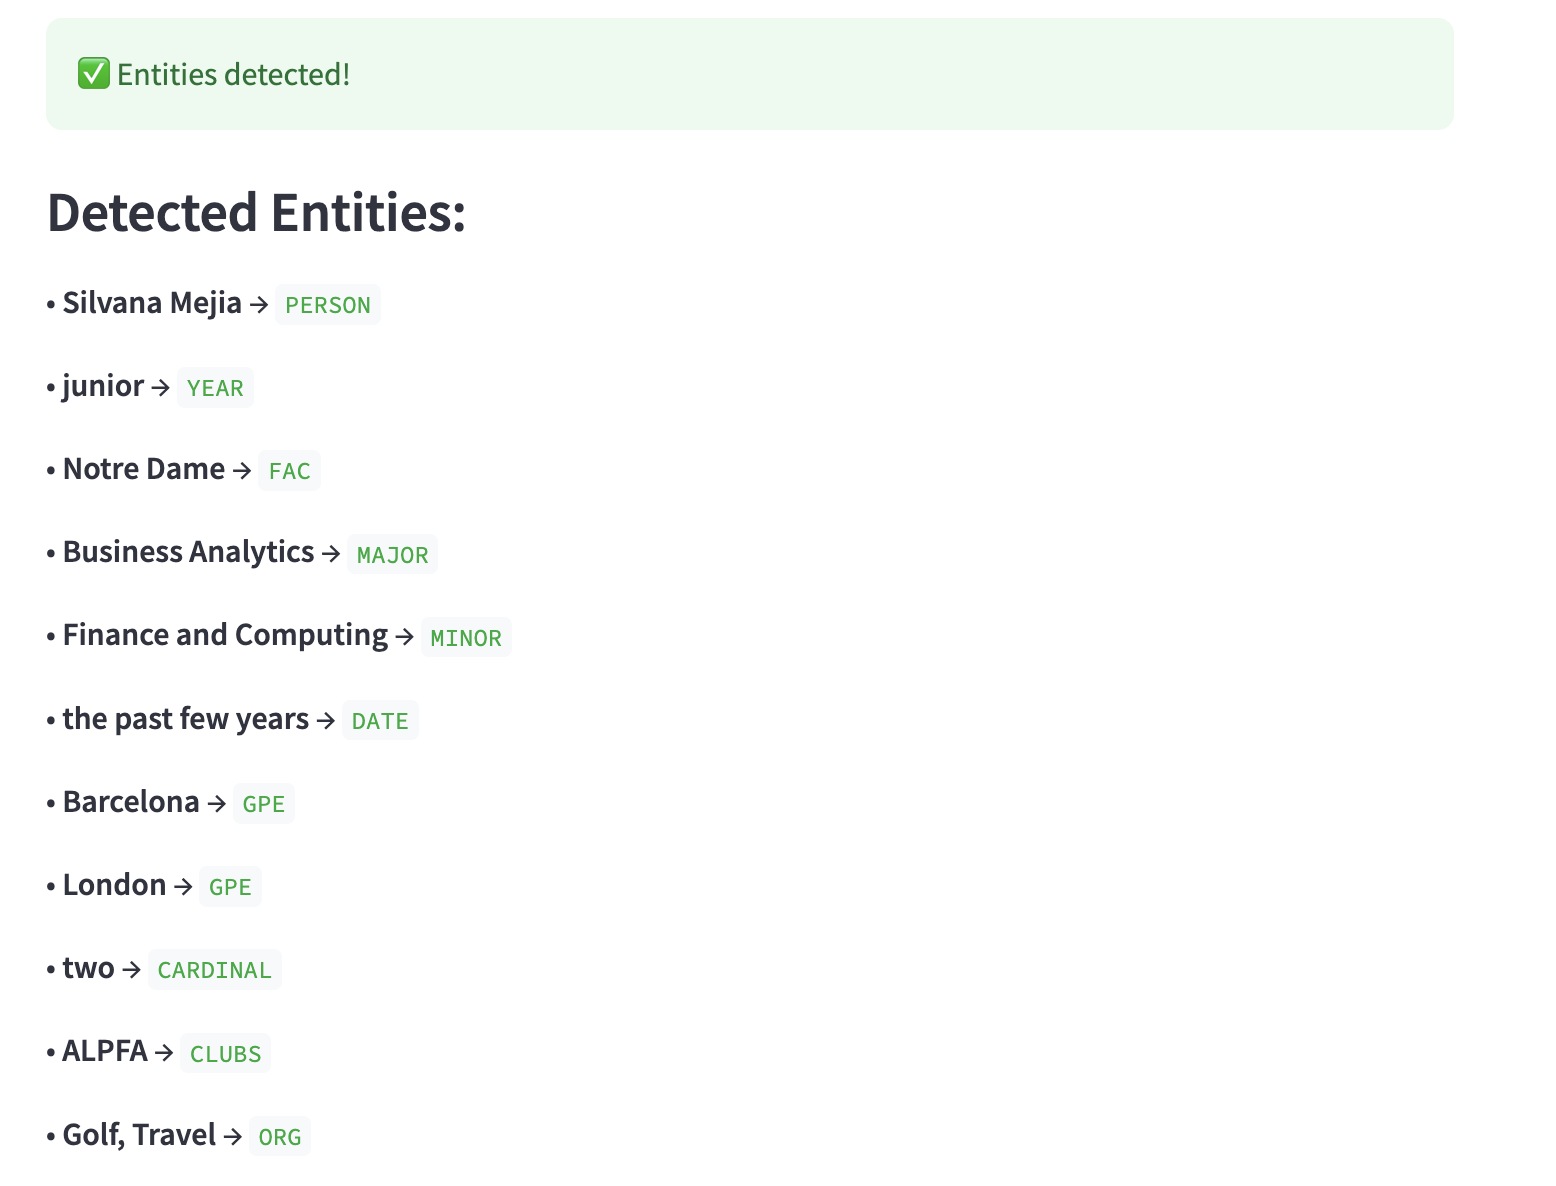 ✅ Entities detected!
Detected Entities:
• Silvana Mejia → PERSON
• junior → YEAR
• Notre Dame → FAC
• Business Analytics → MAJOR
• Finance and Computing → MINOR
• the past few years → DATE
• Barcelona → GPE
• London → GPE
• two → CARDINAL
• ALPFA → CLUBS
• Golf, Travel → ORG